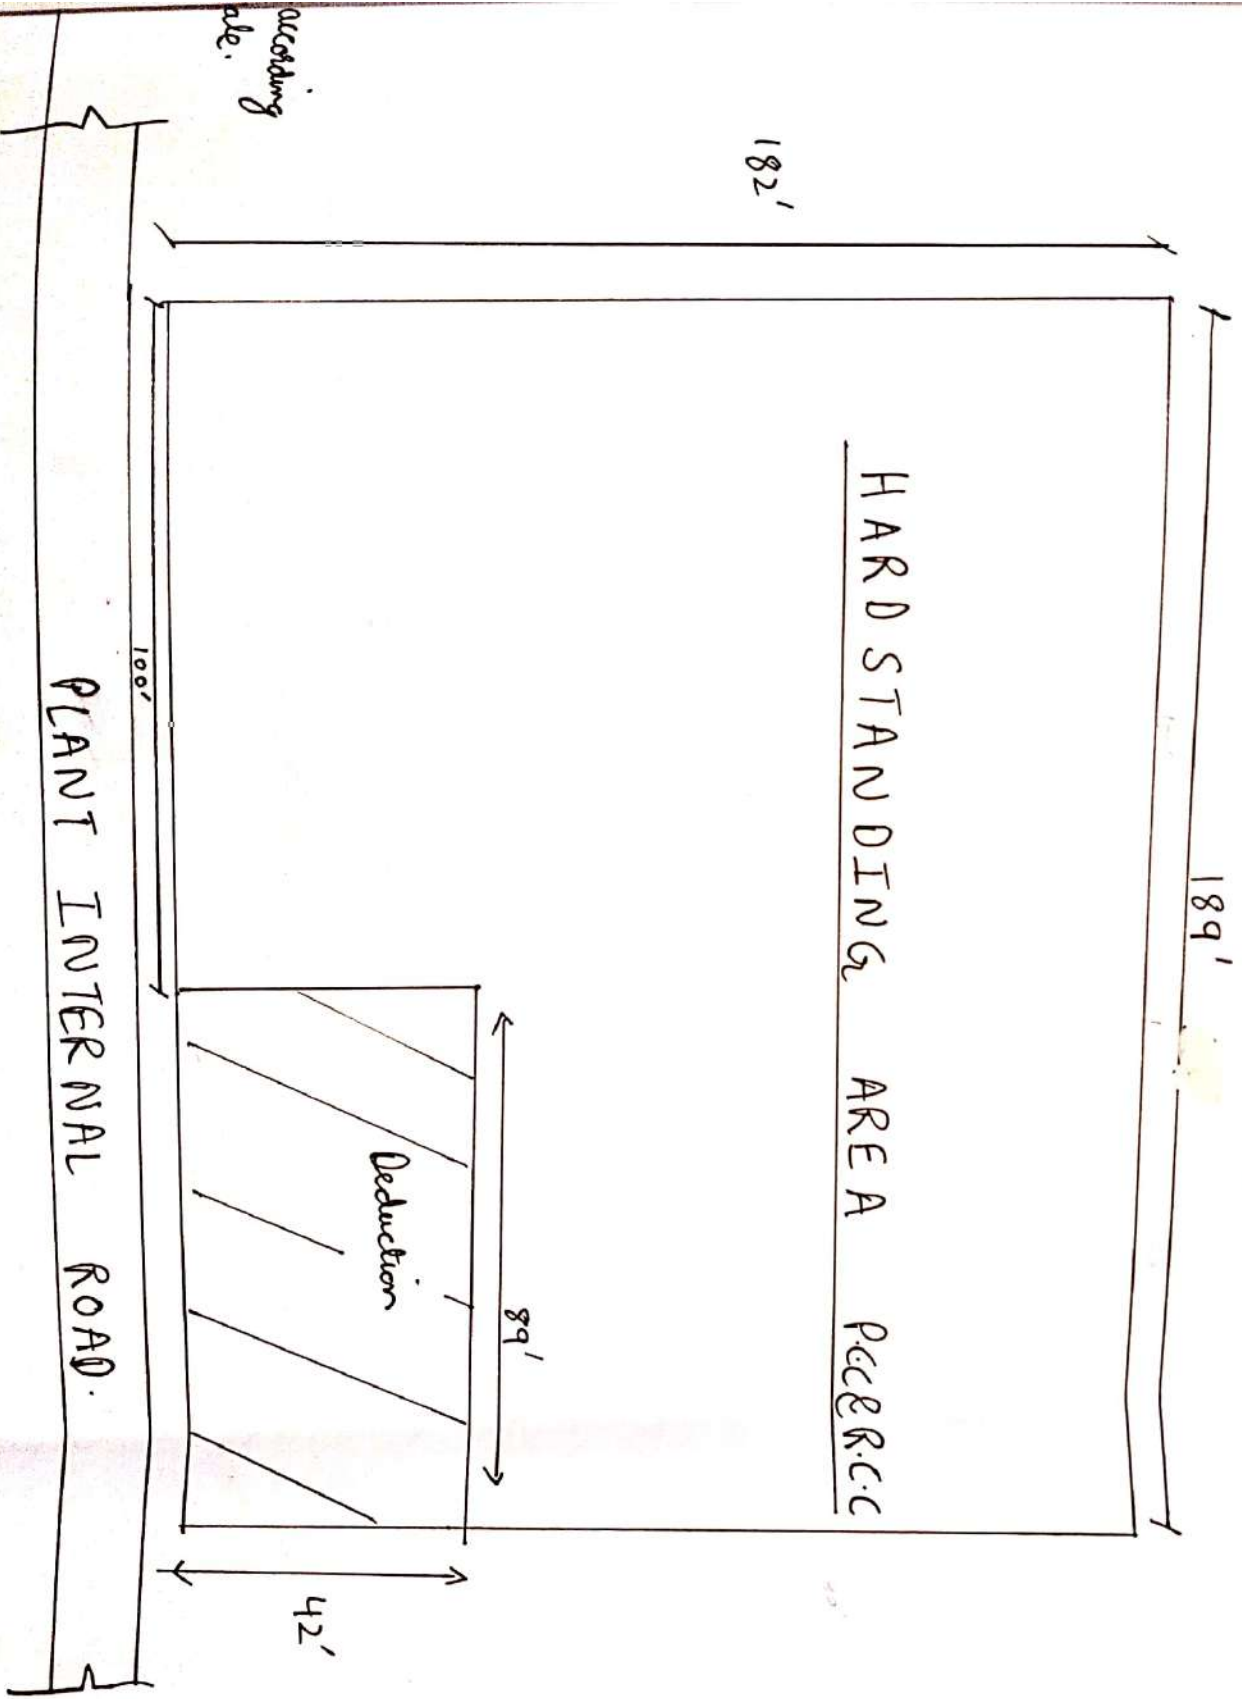 according
ale.
189'
182'
HARDSTANDING AREA P.C.C & R.C.C
89'
Deduction
42'
100'
PLANT INTERNAL ROAD.